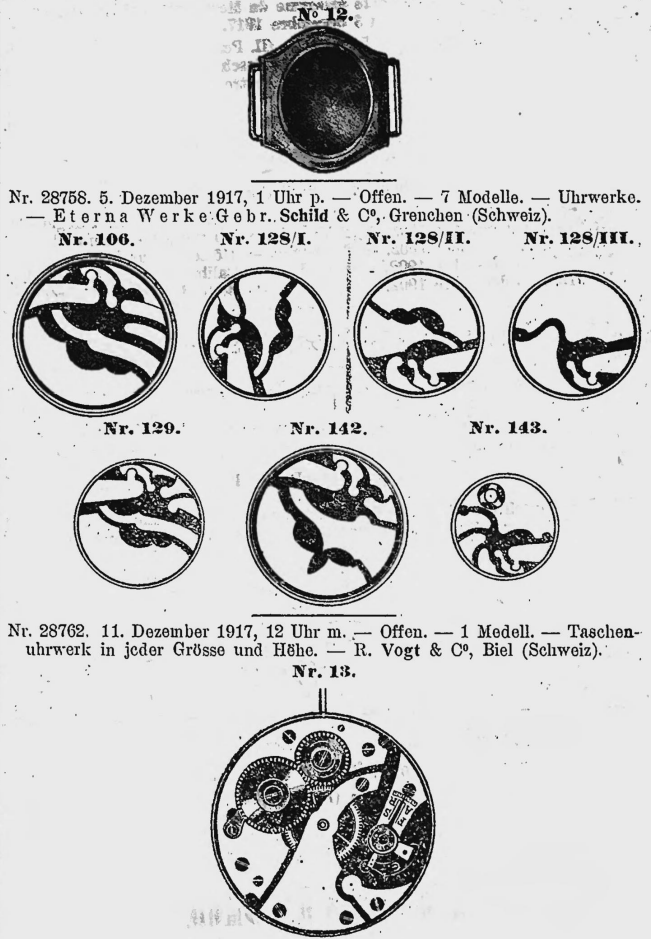 Nº 12.
Nr. 28758. 5. Dezember 1917, 1 Uhr p. — Offen. — 7 Modelle. — Uhrwerke.
— Eterna Werke Gebr. Schild & Cº, Grenchen (Schweiz).
Nr. 106. Nr. 128/I. Nr. 128/II. Nr. 128/III.
Nr. 129. Nr. 142. Nr. 143.
Nr. 28762. 11. Dezember 1917, 12 Uhr m. — Offen. — 1 Modell. — Taschen-
uhrwerk in jeder Grösse und Höhe. — R. Vogt & Cº, Biel (Schweiz).
Nr. 13.